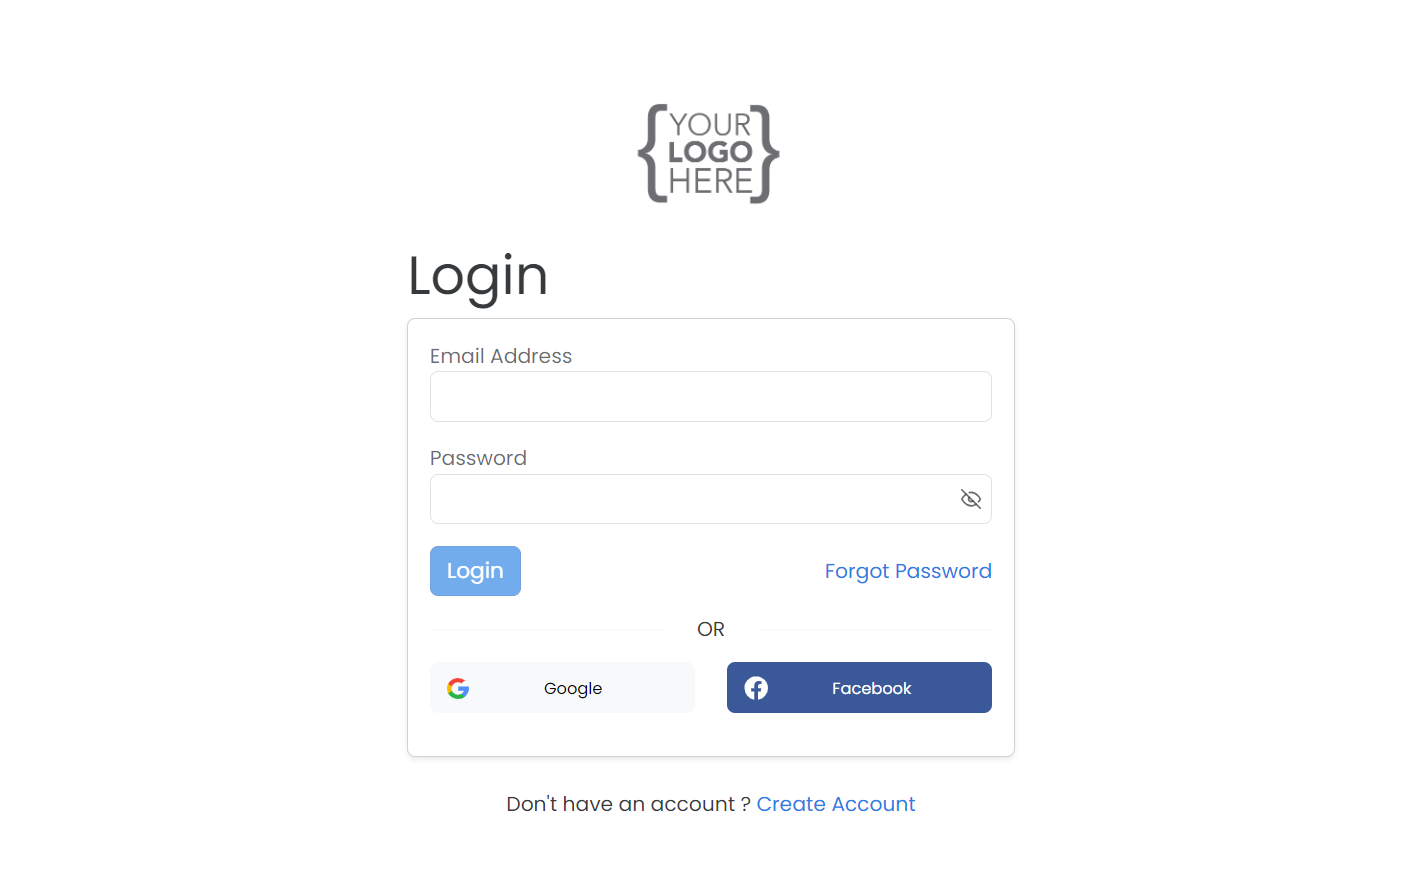 YOUR
LOGO
HERE
Login
Email Address
Password
Login
Forgot Password
OR
Google
Facebook
Don't have an account ? Create Account